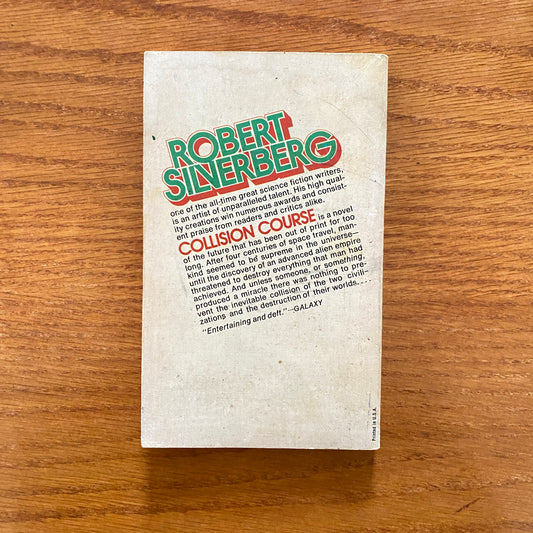 ROBERT
SILVERBERG
one of the all-time great science fiction writers,
is an artist of unparalleled talent. His high qual-
ity creations win numerous awards and consist-
ent praise from readers and critics alike.
COLLISION COURSE is a novel
of the future that has been out of print for too
long. After four centuries of space travel, man-
kind seemed to be supreme in the universe—
until the discovery of an advanced alien empire
threatened to destroy everything that man had
achieved. And unless someone, or something,
produced a miracle there was nothing to pre-
vent the inevitable collision of the two civili-
zations and the destruction of their worlds....
"Entertaining and deft."—GALAXY
Printed in U.S.A.